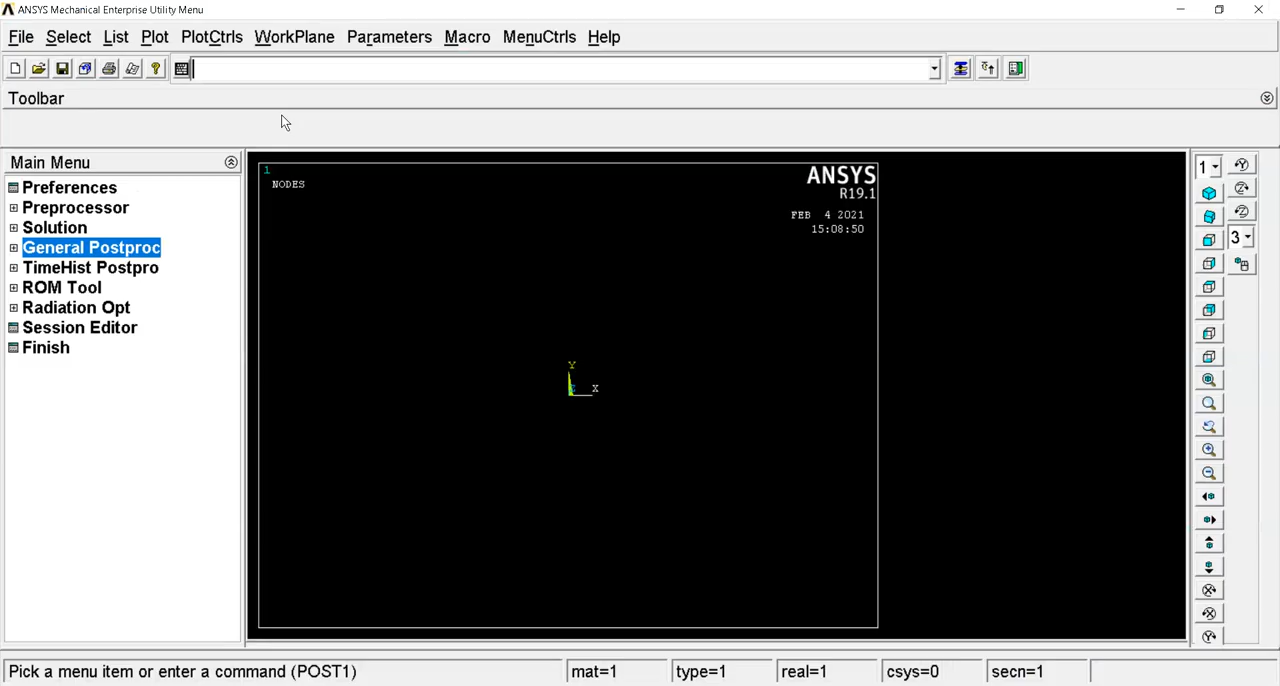 ANSYS Mechanical Enterprise Utility Menu
File Select List Plot PlotCtrls WorkPlane Parameters Macro MenuCtrls Help
Toolbar
Main Menu
Preferences
Preprocessor
Solution
General Postproc
TimeHist Postpro
ROM Tool
Radiation Opt
Session Editor
Finish
1
NODES
ANSYS
R19.1
FEB 4 2021
15:08:50
Y
X
1
3
Pick a menu item or enter a command (POST1) mat=1 type=1 real=1 csys=0 secn=1